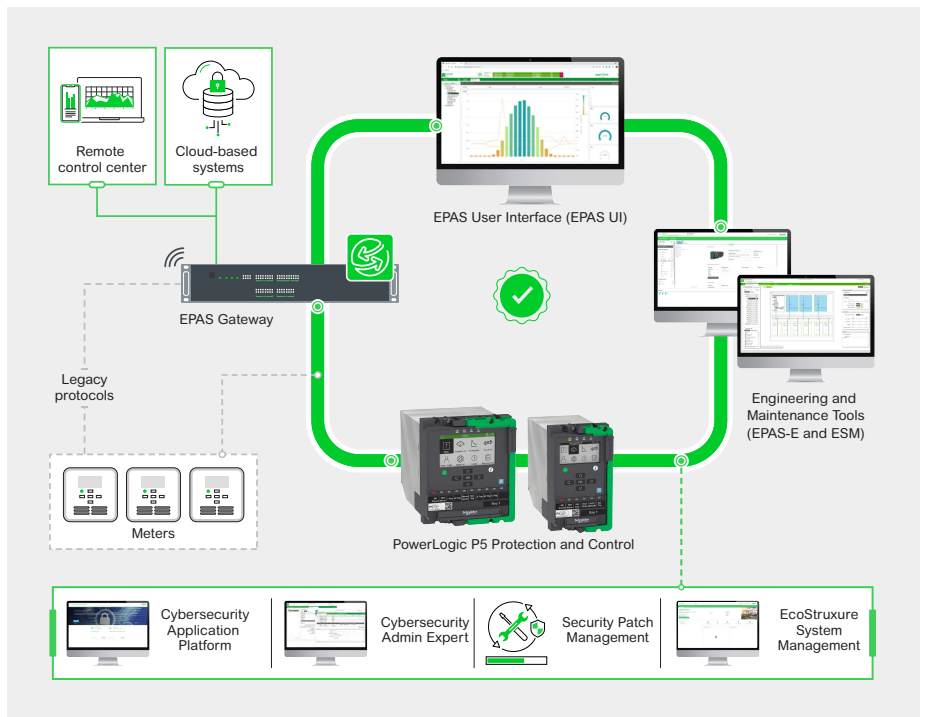 Remote
control center
Cloud-based
systems
EPAS User Interface (EPAS UI)
EPAS Gateway
Legacy
protocols
Engineering and
Maintenance Tools
(EPAS-E and ESM)
Meters
PowerLogic P5 Protection and Control
Cybersecurity
Application
Platform
Cybersecurity
Admin Expert
Security Patch
Management
EcoStruxure
System
Management